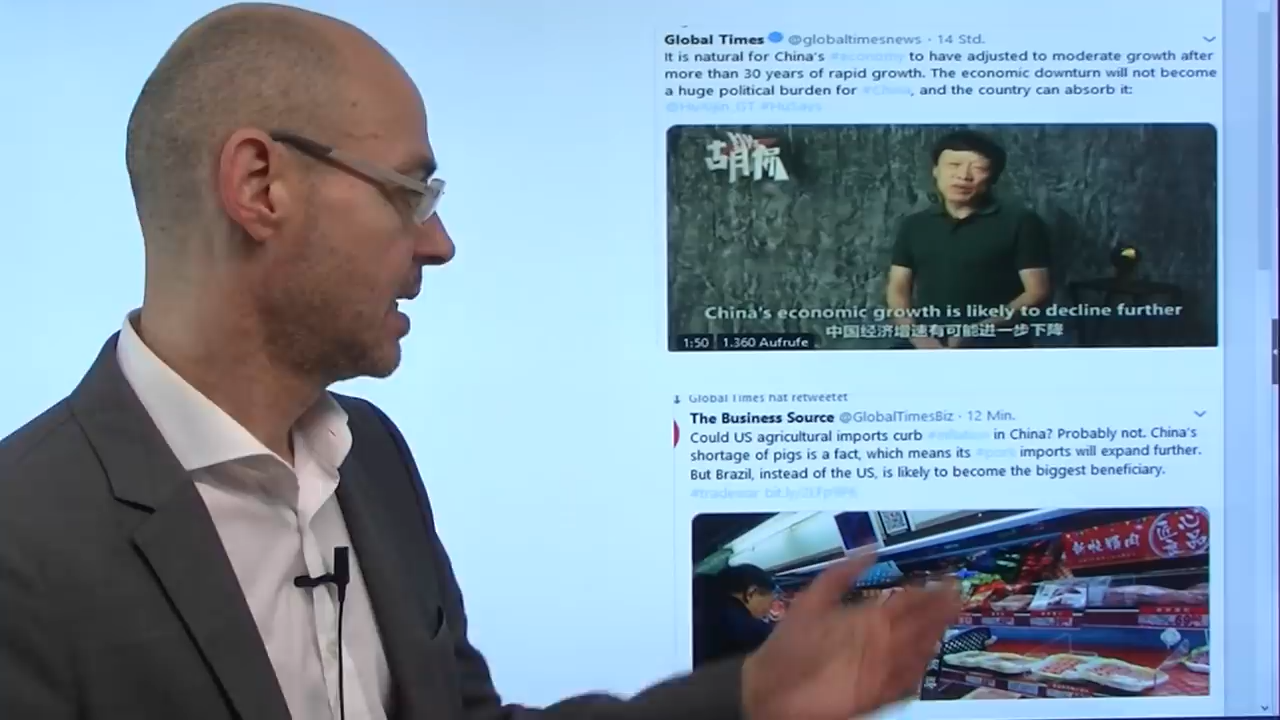 Global Times @globaltimesnews · 14 Std.
It is natural for China's #economy to have adjusted to moderate growth after
more than 30 years of rapid growth. The economic downturn will not become
a huge political burden for #China, and the country can absorb it:
@HuXijin_GT #HuSays
China's economic growth is likely to decline further
中国经济增速有可能进一步下降
1:50 1.360 Aufrufe
Global Times hat retweetet
The Business Source @GlobalTimesBiz · 12 Min.
Could US agricultural imports curb #inflation in China? Probably not. China's
shortage of pigs is a fact, which means its #pork imports will expand further.
But Brazil, instead of the US, is likely to become the biggest beneficiary.
#tradewar